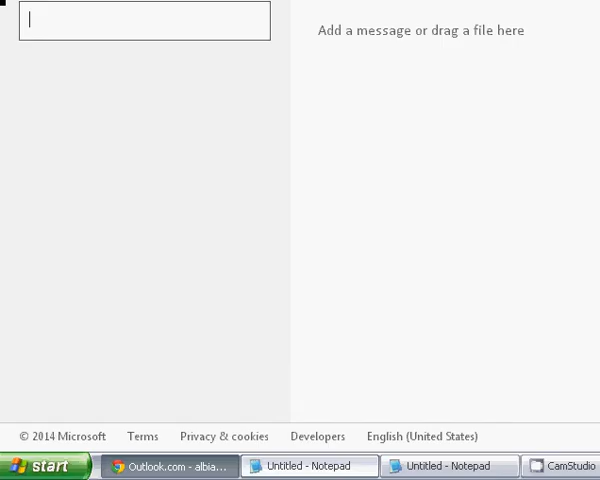 Add a message or drag a file here
© 2014 Microsoft Terms Privacy & cookies Developers English (United States)
start Outlook.com - albia... Untitled - Notepad Untitled - Notepad CamStudio